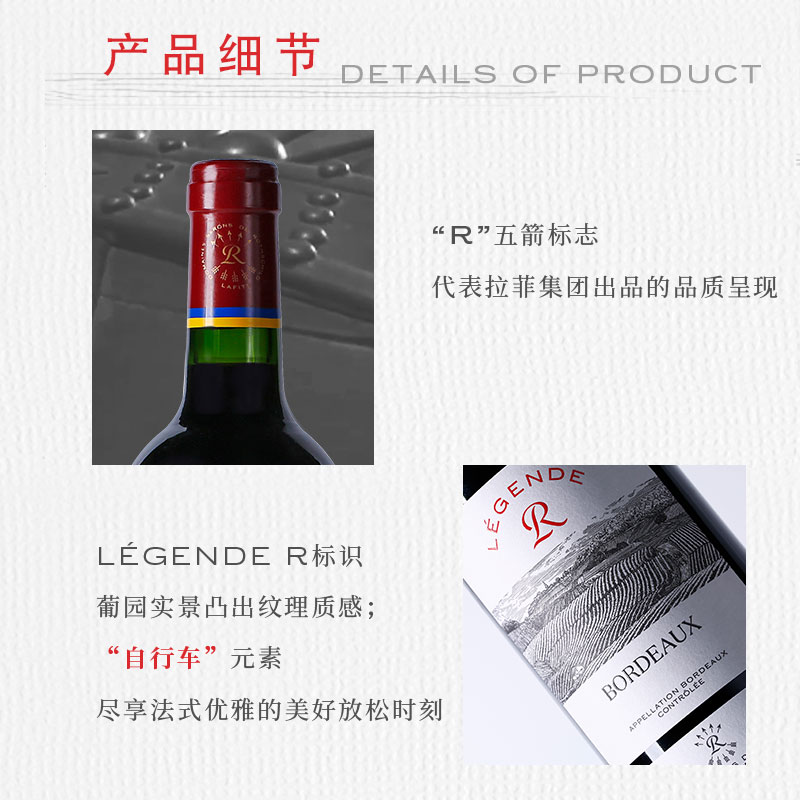 产品细节
DETAILS OF PRODUCT
R
LAFITE
“R”五箭标志
代表拉菲集团出品的品质呈现
LÉGENDE
R
BORDEAUX
APPELLATION BORDEAUX
CONTRÔLÉE
R
LÉGENDE R标识
葡园实景凸出纹理质感；
“自行车”元素
尽享法式优雅的美好放松时刻